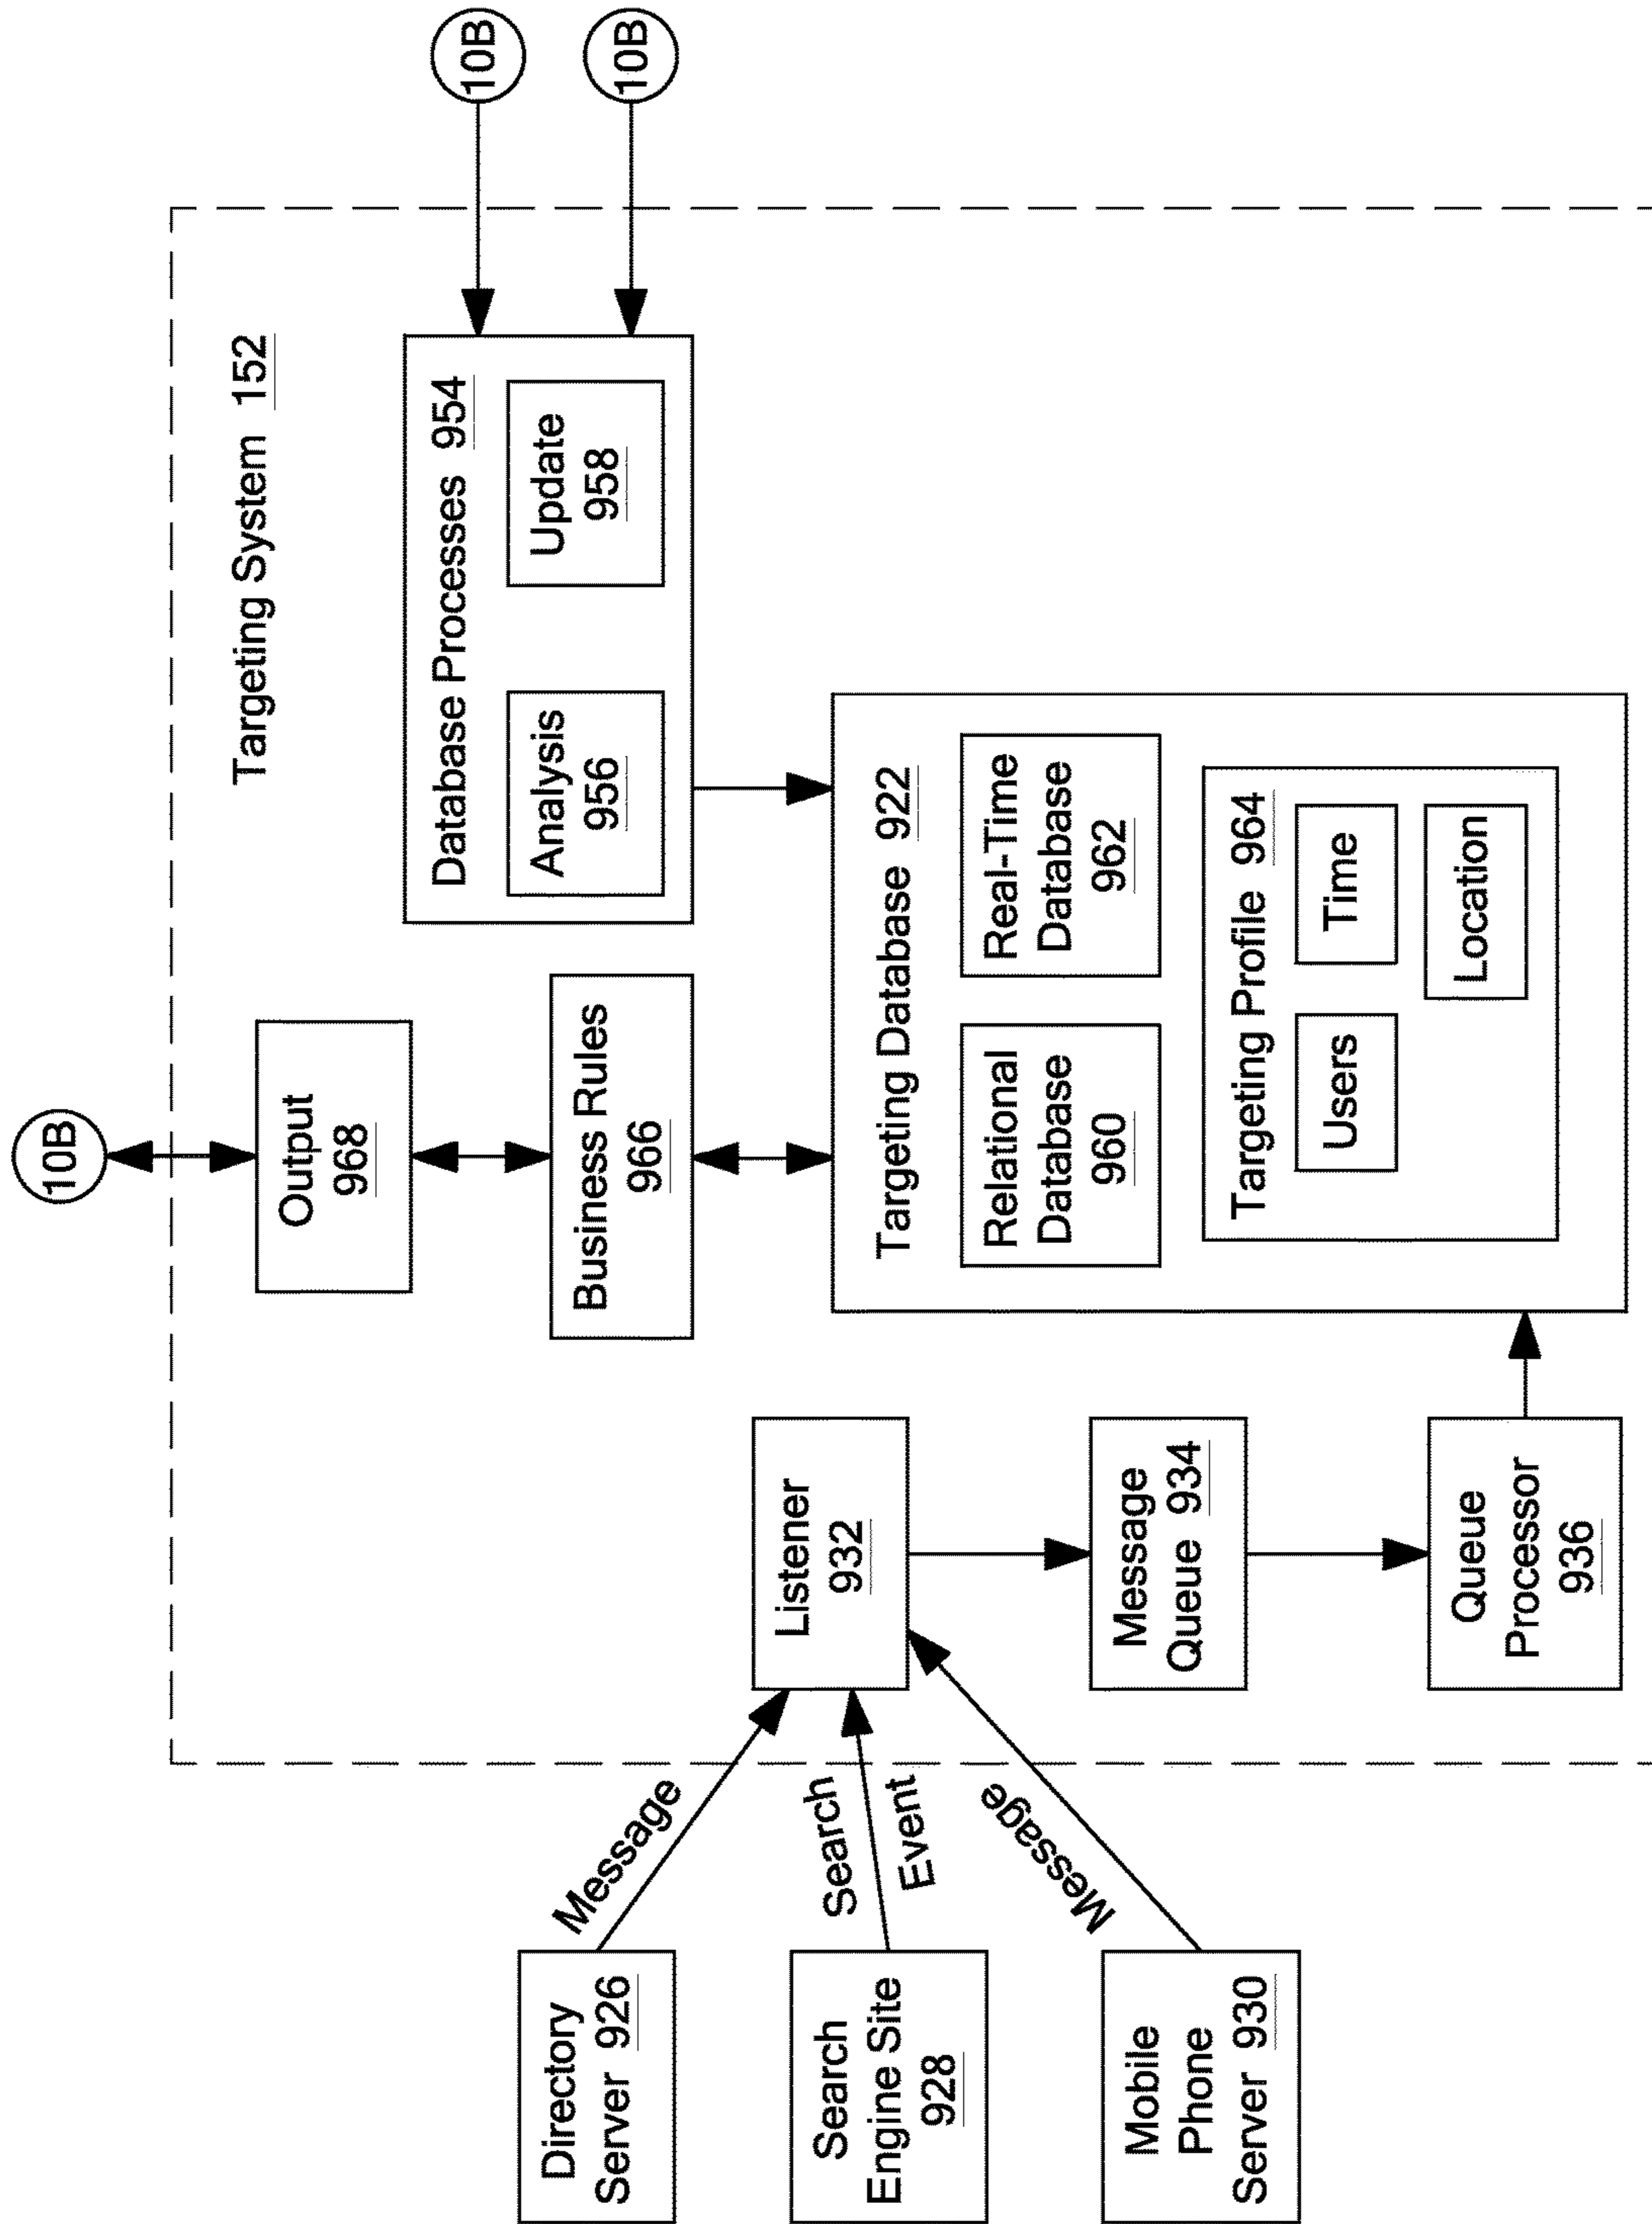 10B
Targeting System 152
10B
10B
Output
968
Business Rules
966
Database Processes 954
Analysis
956
Update
958
Directory
Server 926
Message
Search
Engine Site
928
Search
Event
Mobile
Phone
Server 930
Message
Listener
932
Message
Queue 934
Queue
Processor
936
Targeting Database 922
Relational
Database
960
Real-Time
Database
962
Targeting Profile 964
Users
Time
Location